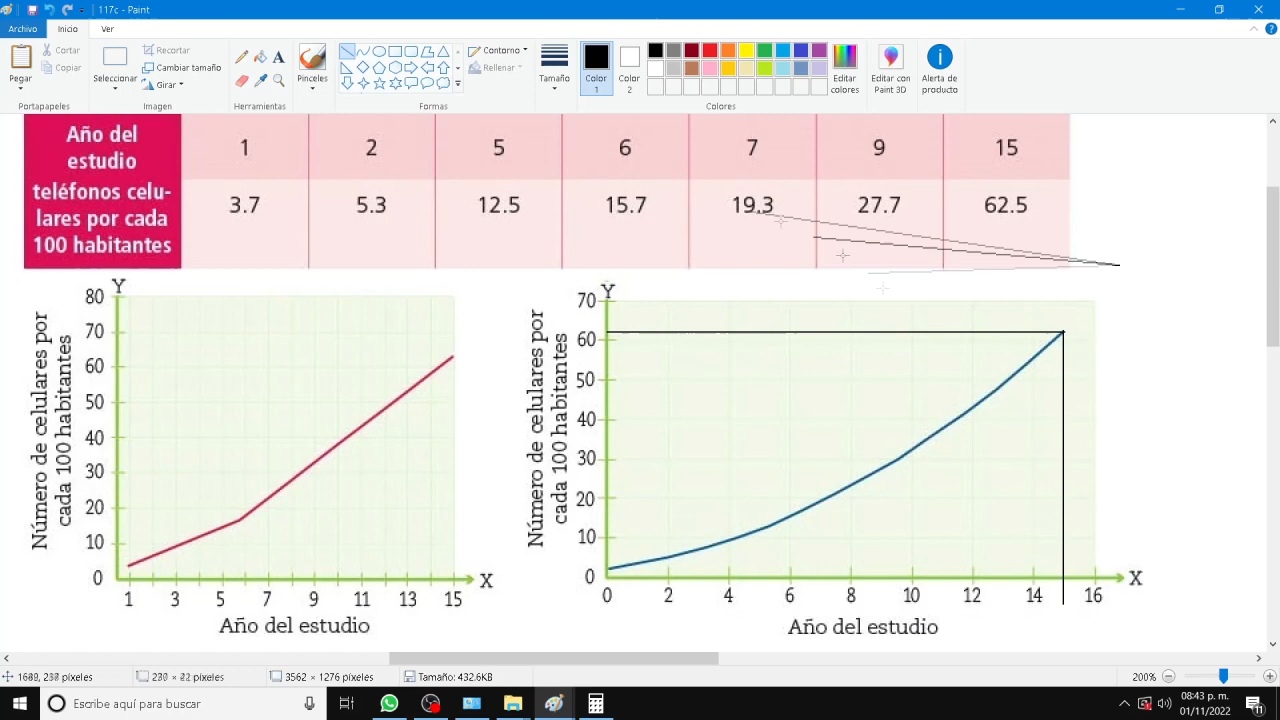 117c - Paint
Archivo Inicio Ver
Pegar
Cortar
Copiar
Portapapeles
Seleccionar
Recortar
Cambiar tamaño
Girar
Imagen
A
Herramientas
Pinceles
Contorno
Rellenar
Formas
Tamaño
Color
1
Color
2
Editar
colores
Colores
Editar con
Paint 3D
Alerta de
producto
Año del
estudio
1 2 5 6 7 9 15
teléfonos celu-
lares por cada
100 habitantes
3.7 5.3 12.5 15.7 19.3 27.7 62.5
Y
80
70
60
50
40
30
20
10
0
Número de celulares por
cada 100 habitantes
1 3 5 7 9 11 13 15
X
Año del estudio
Y
70
60
50
40
30
20
10
0
Número de celulares por
cada 100 habitantes
0 2 4 6 8 10 12 14 16
X
Año del estudio
3562 × 1276 píxeles
Tamaño: 432.6KB
200%
Escribe aquí para buscar
08:43 p. m.
01/11/2022
11